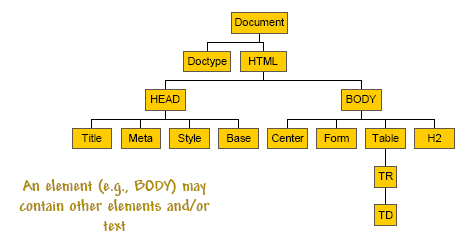 Document
Doctype HTML
HEAD BODY
Title Meta Style Base Center Form Table H2
TR
TD
An element (e.g., BODY) may
contain other elements and/or
text